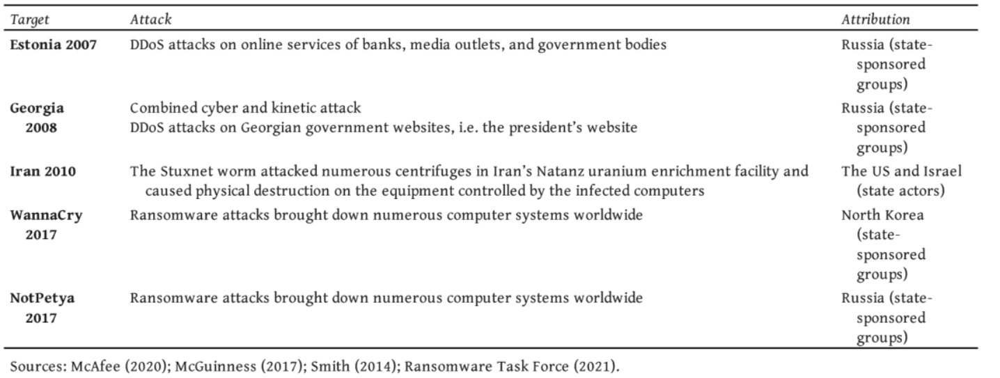 Target Attack Attribution
Estonia 2007 DDoS attacks on online services of banks, media outlets, and government bodies Russia (state-
sponsored
groups)
Georgia Combined cyber and kinetic attack Russia (state-
2008 DDoS attacks on Georgian government websites, i.e. the president's website sponsored
groups)
Iran 2010 The Stuxnet worm attacked numerous centrifuges in Iran's Natanz uranium enrichment facility and The US and Israel
caused physical destruction on the equipment controlled by the infected computers (state actors)
WannaCry Ransomware attacks brought down numerous computer systems worldwide North Korea
2017 (state-
sponsored
groups)
NotPetya Ransomware attacks brought down numerous computer systems worldwide Russia (state-
2017 sponsored
groups)
Sources: McAfee (2020); McGuinness (2017); Smith (2014); Ransomware Task Force (2021).